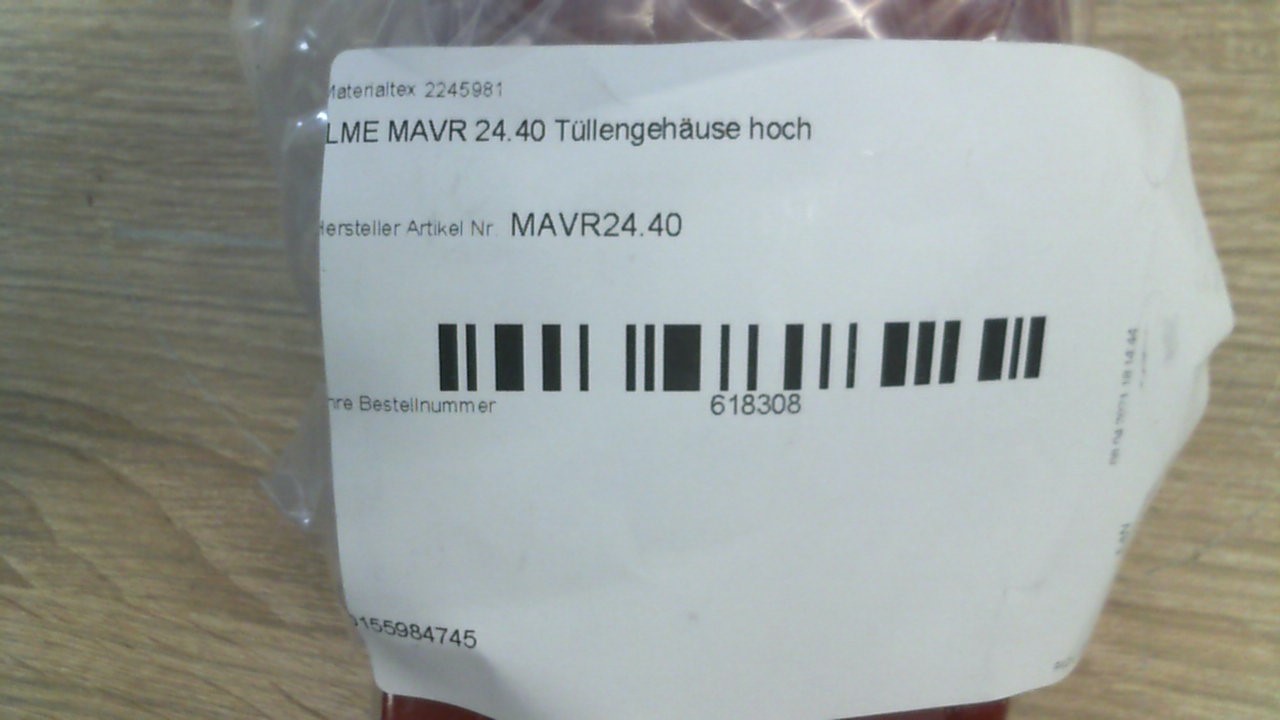 Materialtex 2245981
LME MAVR 24.40 Tüllengehäuse hoch
Hersteller Artikel Nr. MAVR24.40
hre Bestellnummer 618308
155984745